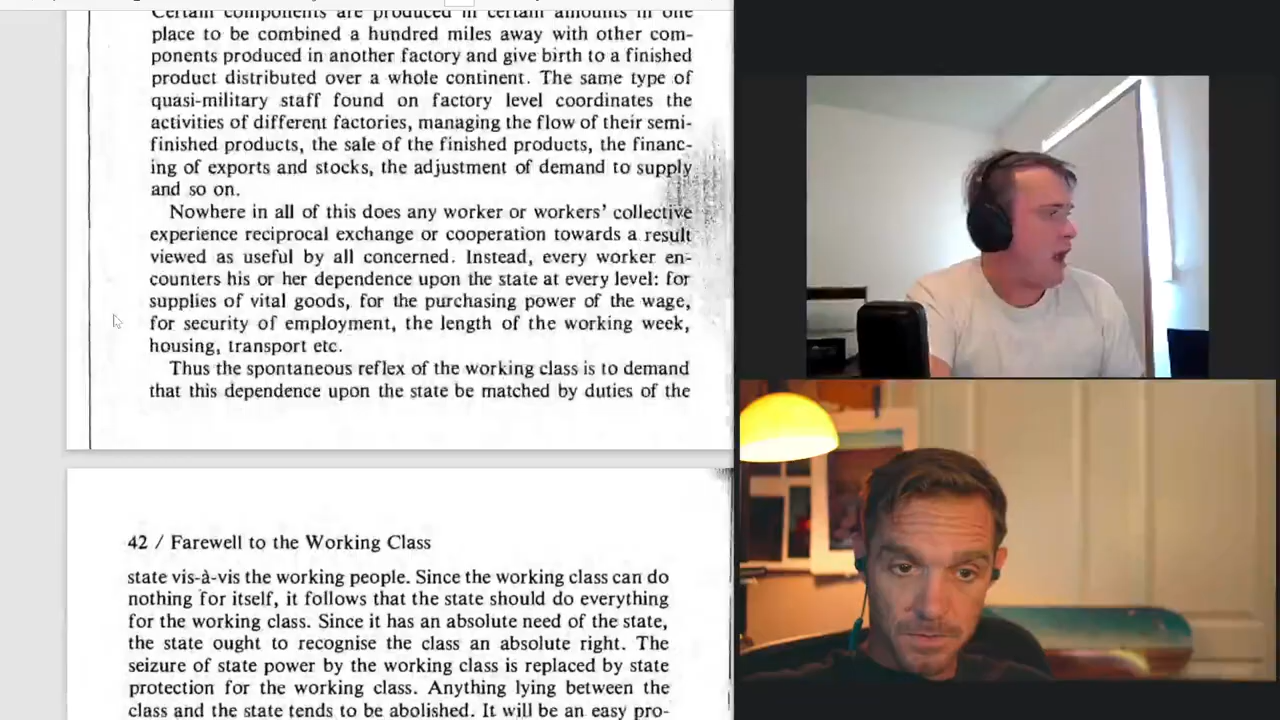 Certain components are produced in certain amounts in one
place to be combined a hundred miles away with other com-
ponents produced in another factory and give birth to a finished
product distributed over a whole continent. The same type of
quasi-military staff found on factory level coordinates the
activities of different factories, managing the flow of their semi-
finished products, the sale of the finished products, the financ-
ing of exports and stocks, the adjustment of demand to supply
and so on.
Nowhere in all of this does any worker or workers' collective
experience reciprocal exchange or cooperation towards a result
viewed as useful by all concerned. Instead, every worker en-
counters his or her dependence upon the state at every level: for
supplies of vital goods, for the purchasing power of the wage,
for security of employment, the length of the working week,
housing, transport etc.
Thus the spontaneous reflex of the working class is to demand
that this dependence upon the state be matched by duties of the
42 / Farewell to the Working Class
state vis-à-vis the working people. Since the working class can do
nothing for itself, it follows that the state should do everything
for the working class. Since it has an absolute need of the state,
the state ought to recognise the class an absolute right. The
seizure of state power by the working class is replaced by state
protection for the working class. Anything lying between the
class and the state tends to be abolished. It will be an easy pro-